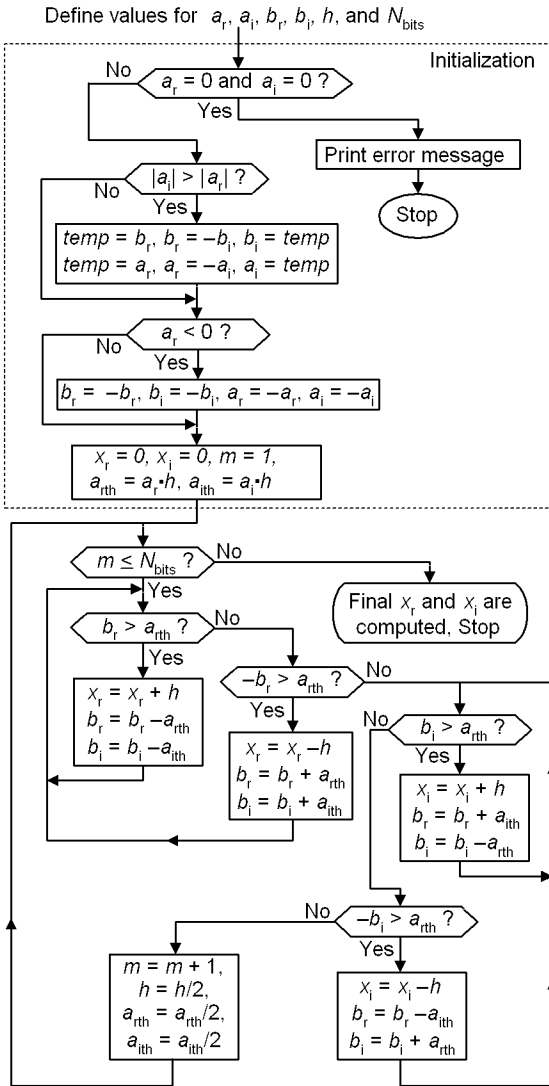 Define values for a_r, a_i, b_r, b_i, h, and N_bits
Initialization
a_r = 0 and a_i = 0 ?
No
Yes
Print error message
Stop
|a_i| > |a_r| ?
No
Yes
temp = b_r, b_r = –b_i, b_i = temp
temp = a_r, a_r = –a_i, a_i = temp
a_r < 0 ?
No
Yes
b_r = –b_r, b_i = –b_i, a_r = –a_r, a_i = –a_i
x_r = 0, x_i = 0, m = 1,
a_rth = a_r▪h, a_ith = a_i▪h
m ≤ N_bits ?
No
Yes
Final x_r and x_i are
computed, Stop
b_r > a_rth ?
No
Yes
x_r = x_r + h
b_r = b_r – a_rth
b_i = b_i – a_ith
–b_r > a_rth ?
No
Yes
x_r = x_r – h
b_r = b_r + a_rth
b_i = b_i + a_ith
b_i > a_rth ?
No
Yes
x_i = x_i + h
b_r = b_r + a_ith
b_i = b_i – a_rth
–b_i > a_rth ?
No
Yes
m = m + 1,
h = h/2,
a_rth = a_rth/2,
a_ith = a_ith/2
x_i = x_i – h
b_r = b_r – a_ith
b_i = b_i + a_rth